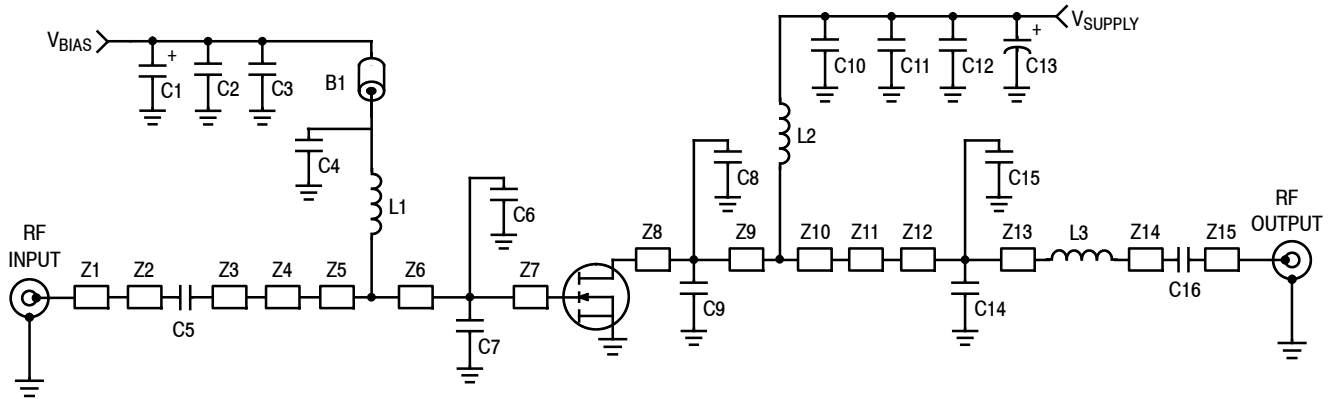 VBIAS
+
C1
C2
C3
B1
C4
L1
C6
C7
RF
INPUT
Z1
Z2
C5
Z3
Z4
Z5
Z6
Z7
VSUPPLY
+
C10
C11
C12
C13
L2
C8
C9
C15
C14
Z8
Z9
Z10
Z11
Z12
Z13
L3
Z14
C16
Z15
RF
OUTPUT